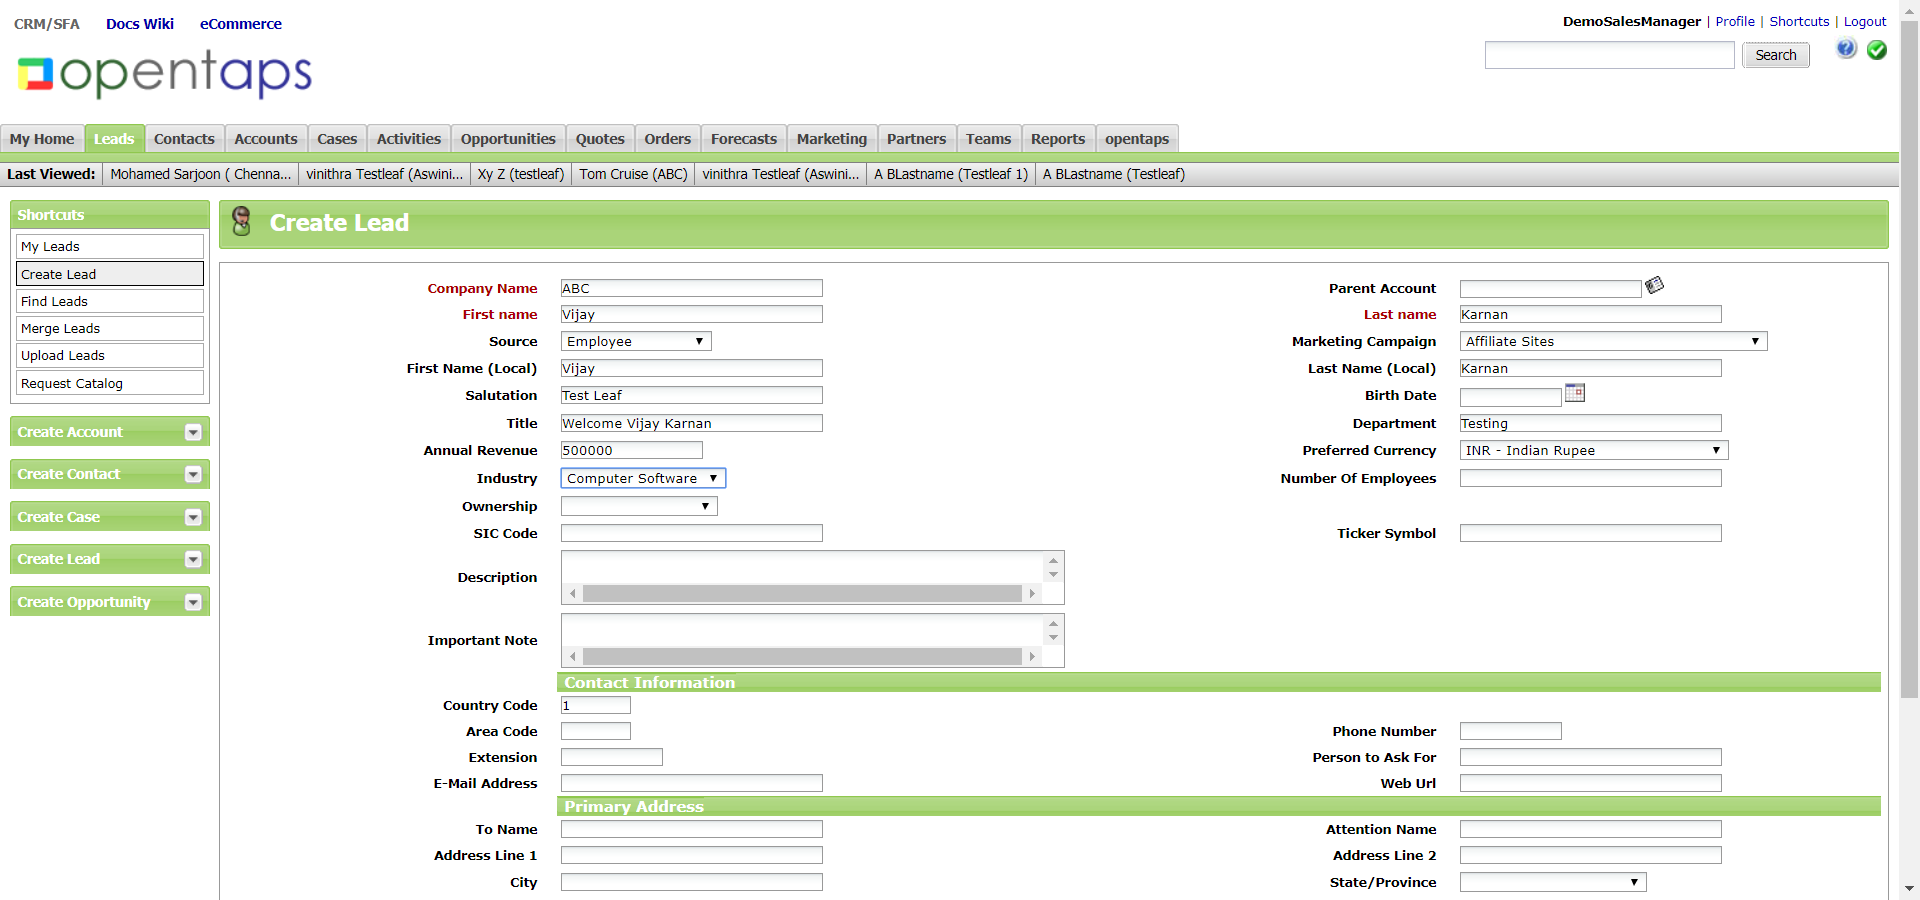 CRM/SFA Docs Wiki eCommerce
DemoSalesManager | Profile | Shortcuts | Logout
opentaps
Search
My Home Leads Contacts Accounts Cases Activities Opportunities Quotes Orders Forecasts Marketing Partners Teams Reports opentaps
Last Viewed: Mohamed Sarjoon ( Chenna... vinithra Testleaf (Aswini... Xy Z (testleaf) Tom Cruise (ABC) vinithra Testleaf (Aswini... A BLastname (Testleaf 1) A BLastname (Testleaf)
Shortcuts
My Leads
Create Lead
Find Leads
Merge Leads
Upload Leads
Request Catalog
Create Account
Create Contact
Create Case
Create Lead
Create Opportunity
Create Lead
Company Name ABC Parent Account
First name Vijay Last name Karnan
Source Employee Marketing Campaign Affiliate Sites
First Name (Local) Vijay Last Name (Local) Karnan
Salutation Test Leaf Birth Date
Title Welcome Vijay Karnan Department Testing
Annual Revenue 500000 Preferred Currency INR - Indian Rupee
Industry Computer Software Number Of Employees
Ownership
SIC Code Ticker Symbol
Description
Important Note
Contact Information
Country Code 1
Area Code Phone Number
Extension Person to Ask For
E-Mail Address Web Url
Primary Address
To Name Attention Name
Address Line 1 Address Line 2
City State/Province